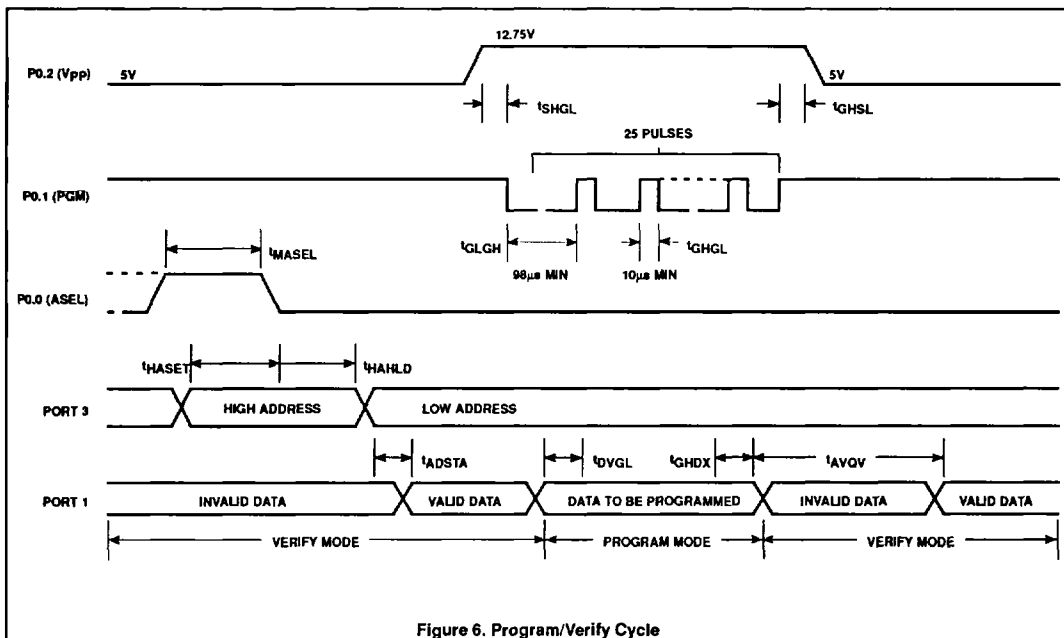 12.75V
P0.2 (VPP)
5V
5V
tSHGL
tGHSL
25 PULSES
P0.1 (PGM)
tMASEL
tGLGH
tGHGL
98µs MIN
10µs MIN
P0.0 (ASEL)
tHASET
tHAHLD
PORT 3
HIGH ADDRESS
LOW ADDRESS
tADSTA
tDVGL
tGHDX
tAVQV
PORT 1
INVALID DATA
VALID DATA
DATA TO BE PROGRAMMED
INVALID DATA
VALID DATA
VERIFY MODE
PROGRAM MODE
VERIFY MODE
Figure 6. Program/Verify Cycle